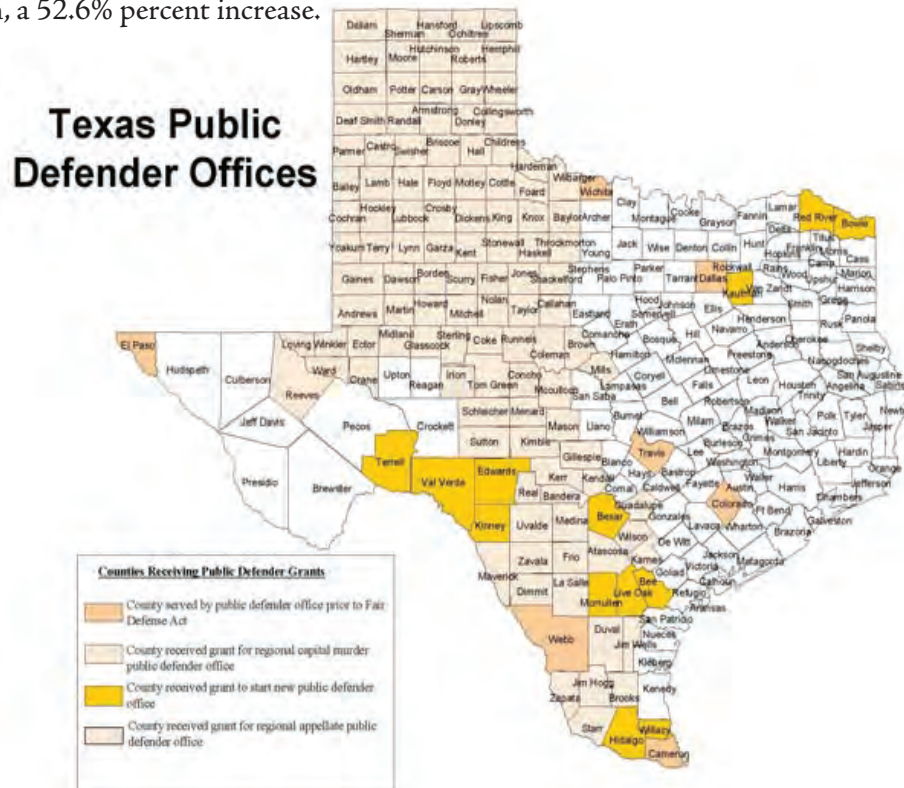 , a 52.6% percent increase.
Texas Public
Defender Offices
Dallam Sherman Hansford Ochiltree Lipscomb
Hartley Moore Hutchinson Roberts Hemphill
Oldham Potter Carson Gray Wheeler
Deaf Smith Randall Armstrong Donley Collingsworth
Parmer Castro Swisher Briscoe Hall Childress
Bailey Lamb Hale Floyd Motley Cottle Foard Hardeman Wilbarger Wichita
Cochran Hockley Lubbock Crosby Dickens King Knox Baylor Archer Clay Montague Cooke Grayson Fannin Lamar Red River Bowie
Yoakum Terry Lynn Garza Kent Stonewall Haskell Throckmorton Young Jack Wise Denton Collin Hunt Delta Hopkins Franklin Titus Morris Cass
Gaines Dawson Borden Scurry Fisher Jones Shackelford Stephens Palo Pinto Parker Tarrant Dallas Rockwall Kaufman Rains Van Zandt Wood Camp Upshur Marion Harrison
Andrews Martin Howard Mitchell Nolan Taylor Callahan Eastland Erath Hood Somervell Johnson Ellis Henderson Smith Gregg Rusk Panola
El Paso Hudspeth Culberson Loving Winkler Ector Midland Glasscock Sterling Coke Runnels Coleman Brown Comanche Hamilton Bosque Hill Navarro Freestone Anderson Cherokee Nacogdoches Shelby
Reeves Ward Crane Upton Reagan Irion Tom Green Concho Mcculloch San Saba Mills Lampasas Coryell Mclennan Falls Limestone Leon Houston Trinity Angelina San Augustine Sabine
Jeff Davis Pecos Crockett Schleicher Menard Mason Llano Burnet Bell Williamson Milam Robertson Brazos Madison Grimes Walker San Jacinto Polk Tyler Jasper Newt
Presidio Brewster Terrell Sutton Kimble Gillespie Blanco Travis Hays Bastrop Lee Burleson Washington Montgomery Liberty Hardin Orange
Val Verde Edwards Real Kerr Bandera Kendall Comal Caldwell Fayette Austin Waller Harris Chambers Jefferson
Kinney Uvalde Medina Bexar Guadalupe Gonzales Lavaca Colorado Wharton Ft Bend Brazoria Galveston
Maverick Zavala Frio Atascosa Wilson Karnes De Witt Jackson Matagorda
Dimmit La Salle Mcmullen Live Oak Bee Goliad Victoria Calhoun Refugio Aransas
Webb Duval Jim Wells San Patricio Nueces Kleberg
Zapata Jim Hogg Brooks Kenedy
Starr Hidalgo Willacy Cameron
Counties Receiving Public Defender Grants
County served by public defender office prior to Fair
Defense Act
County received grant for regional capital murder
public defender office
County received grant to start new public defender
office
County received grant for regional appellate public
defender office